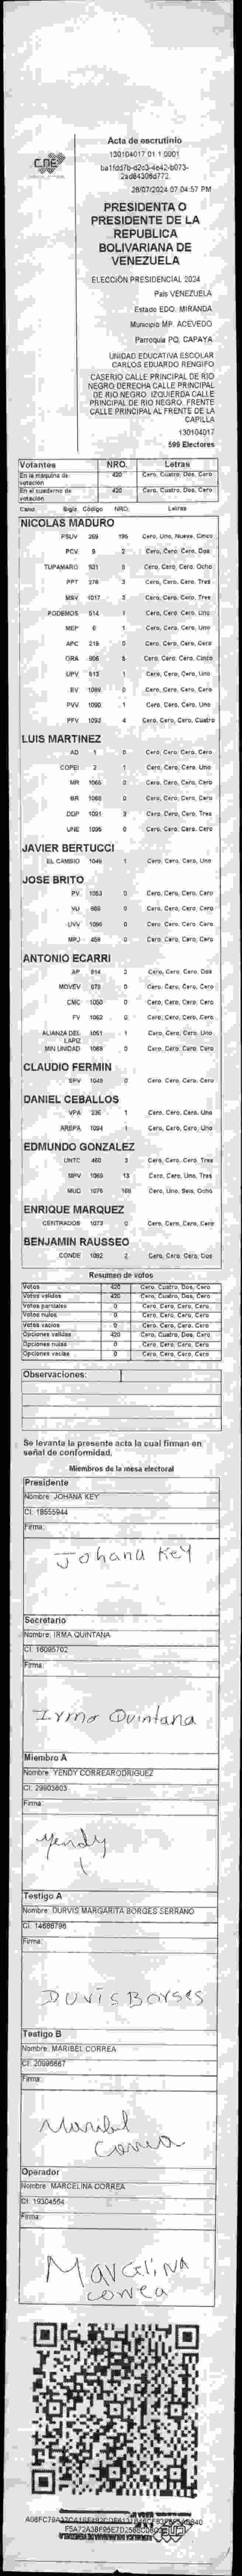 CNE
Acta de escrutinio
130104017.01.1.0001
ba1fdd7b-d2c3-4e42-b073-
2ad84306d772
28/07/2024 07:04:57 PM
PRESIDENTA O
PRESIDENTE DE LA
REPUBLICA
BOLIVARIANA DE
VENEZUELA
ELECCIÓN PRESIDENCIAL 2024
País VENEZUELA
Estado EDO. MIRANDA
Municipio MP. ACEVEDO
Parroquia PQ. CAPAYA
UNIDAD EDUCATIVA ESCOLAR
CARLOS EDUARDO RENGIFO
CASERIO CALLE PRINCIPAL DE RIO
NEGRO DERECHA CALLE PRINCIPAL
DE RIO NEGRO. IZQUIERDA CALLE
PRINCIPAL DE RIO NEGRO. FRENTE
CALLE PRINCIPAL AL FRENTE DE LA
CAPILLA
130104017
599 Electores
Votantes NRO. Letras
En la máquina de votación 420 Cero, Cuatro, Dos, Cero
En el cuaderno de votación 420 Cero, Cuatro, Dos, Cero
Cand Sigla Código NRO. Letras
NICOLAS MADURO
PSUV 269 195 Cero, Uno, Nueve, Cinco
PCV 9 2 Cero, Cero, Cero, Dos
TUPAMARO 931 8 Cero, Cero, Cero, Ocho
PPT 278 3 Cero, Cero, Cero, Tres
MSV 1017 3 Cero, Cero, Cero, Tres
PODEMOS 514 1 Cero, Cero, Cero, Uno
MEP 6 1 Cero, Cero, Cero, Uno
APC 219 0 Cero, Cero, Cero, Cero
ORA 906 5 Cero, Cero, Cero, Cinco
UPV 613 1 Cero, Cero, Cero, Uno
EV 1089 0 Cero, Cero, Cero, Cero
PVV 1090 1 Cero, Cero, Cero, Uno
PFV 1093 4 Cero, Cero, Cero, Cuatro
LUIS MARTINEZ
AD 1 0 Cero, Cero, Cero, Cero
COPEI 2 1 Cero, Cero, Cero, Uno
MR 1065 0 Cero, Cero, Cero, Cero
BR 1068 0 Cero, Cero, Cero, Cero
DDP 1091 3 Cero, Cero, Cero, Tres
UNE 1095 0 Cero, Cero, Cero, Cero
JAVIER BERTUCCI
EL CAMBIO 1048 1 Cero, Cero, Cero, Uno
JOSE BRITO
PV 1053 0 Cero, Cero, Cero, Cero
VU 969 0 Cero, Cero, Cero, Cero
UVV 1096 0 Cero, Cero, Cero, Cero
MPJ 458 0 Cero, Cero, Cero, Cero
ANTONIO ECARRI
AP 914 2 Cero, Cero, Cero, Dos
MOVEV 879 0 Cero, Cero, Cero, Cero
CMC 1050 0 Cero, Cero, Cero, Cero
FV 1052 0 Cero, Cero, Cero, Cero
ALIANZA DEL LAPIZ 1051 1 Cero, Cero, Cero, Uno
MIN UNIDAD 1088 0 Cero, Cero, Cero, Cero
CLAUDIO FERMIN
SPV 1049 0 Cero, Cero, Cero, Cero
DANIEL CEBALLOS
VPA 236 1 Cero, Cero, Cero, Uno
AREPA 1094 1 Cero, Cero, Cero, Uno
EDMUNDO GONZALEZ
UNTC 460 3 Cero, Cero, Cero, Tres
MPV 1069 13 Cero, Cero, Uno, Tres
MUD 1076 168 Cero, Uno, Seis, Ocho
ENRIQUE MARQUEZ
CENTRADOS 1073 0 Cero, Cero, Cero, Cero
BENJAMIN RAUSSEO
CONDE 1092 2 Cero, Cero, Cero, Dos
Resumen de votos
Votos 420 Cero, Cuatro, Dos, Cero
Votos validos 420 Cero, Cuatro, Dos, Cero
Votos parciales 0 Cero, Cero, Cero, Cero
Votos nulos 0 Cero, Cero, Cero, Cero
Votos vacios 0 Cero, Cero, Cero, Cero
Opciones validas 420 Cero, Cuatro, Dos, Cero
Opciones nulas 0 Cero, Cero, Cero, Cero
Opciones vacias 0 Cero, Cero, Cero, Cero
Observaciones:
Se levanta la presente acta la cual firman en
señal de conformidad.
Miembros de la mesa electoral
Presidente
Nombre: JOHANA KEY
CI: 18555944
Firma:
Johana Key
Secretario
Nombre: IRMA QUINTANA
CI: 16095702
Firma:
Irma Quintana
Miembro A
Nombre: YENDY CORREARODRIGUEZ
CI: 29903803
Firma:
Yendy
Testigo A
Nombre: DURVIS MARGARITA BORGES SERRANO
CI: 14686796
Firma:
Duvis Borges
Testigo B
Nombre: MARIBEL CORREA
CI: 20996667
Firma:
Maribel
Correa
Operador
Nombre: MARCELINA CORREA
CI: 19304564
Firma:
Marcelina
correa